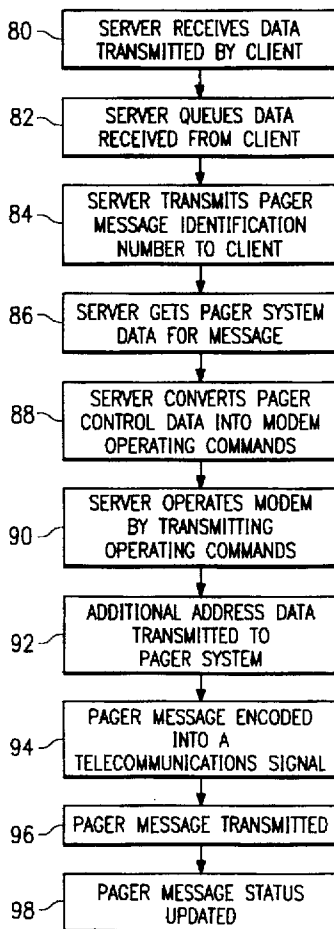 80
SERVER RECEIVES DATA
TRANSMITTED BY CLIENT
82
SERVER QUEUES DATA
RECEIVED FROM CLIENT
84
SERVER TRANSMITS PAGER
MESSAGE IDENTIFICATION
NUMBER TO CLIENT
86
SERVER GETS PAGER SYSTEM
DATA FOR MESSAGE
88
SERVER CONVERTS PAGER
CONTROL DATA INTO MODEM
OPERATING COMMANDS
90
SERVER OPERATES MODEM
BY TRANSMITTING
OPERATING COMMANDS
92
ADDITIONAL ADDRESS DATA
TRANSMITTED TO
PAGER SYSTEM
94
PAGER MESSAGE ENCODED
INTO A
TELECOMMUNICATIONS SIGNAL
96
PAGER MESSAGE TRANSMITTED
98
PAGER MESSAGE STATUS
UPDATED